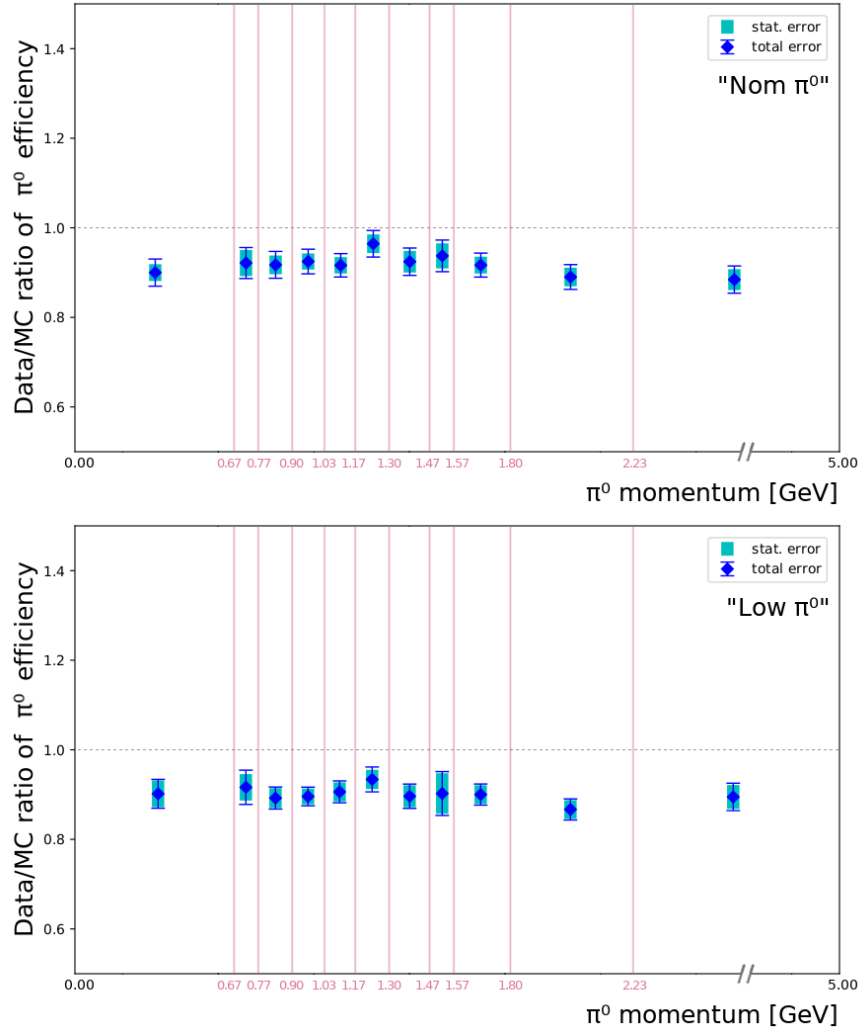 1.4
1.2
1.0
0.8
0.6
Data/MC ratio of π⁰ efficiency
stat. error
total error
"Nom π⁰"
0.00
0.67 0.77 0.90 1.03 1.17 1.30 1.47 1.57 1.80 2.23
5.00
π⁰ momentum [GeV]
1.4
1.2
1.0
0.8
0.6
Data/MC ratio of π⁰ efficiency
stat. error
total error
"Low π⁰"
0.00
0.67 0.77 0.90 1.03 1.17 1.30 1.47 1.57 1.80 2.23
5.00
π⁰ momentum [GeV]